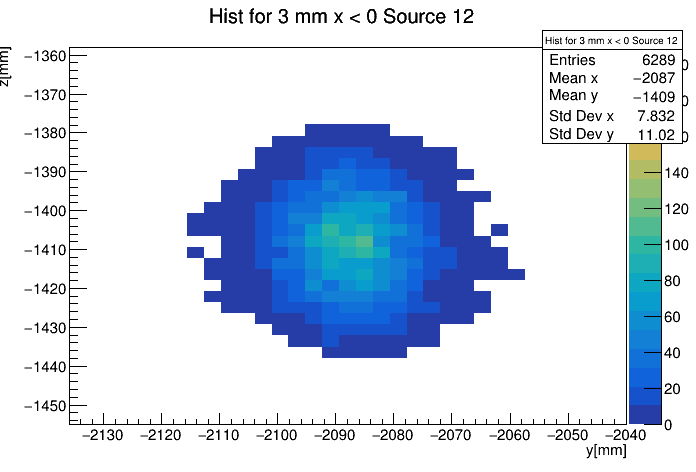 Hist for 3 mm x < 0 Source 12
Hist for 3 mm x < 0 Source 12
Entries 6289
Mean x −2087
Mean y −1409
Std Dev x 7.832
Std Dev y 11.02
z[mm]
−1360
−1370
−1380
−1390
−1400
−1410
−1420
−1430
−1440
−1450
140
120
100
80
60
40
20
0
−2130 −2120 −2110 −2100 −2090 −2080 −2070 −2060 −2050 −2040
y[mm]